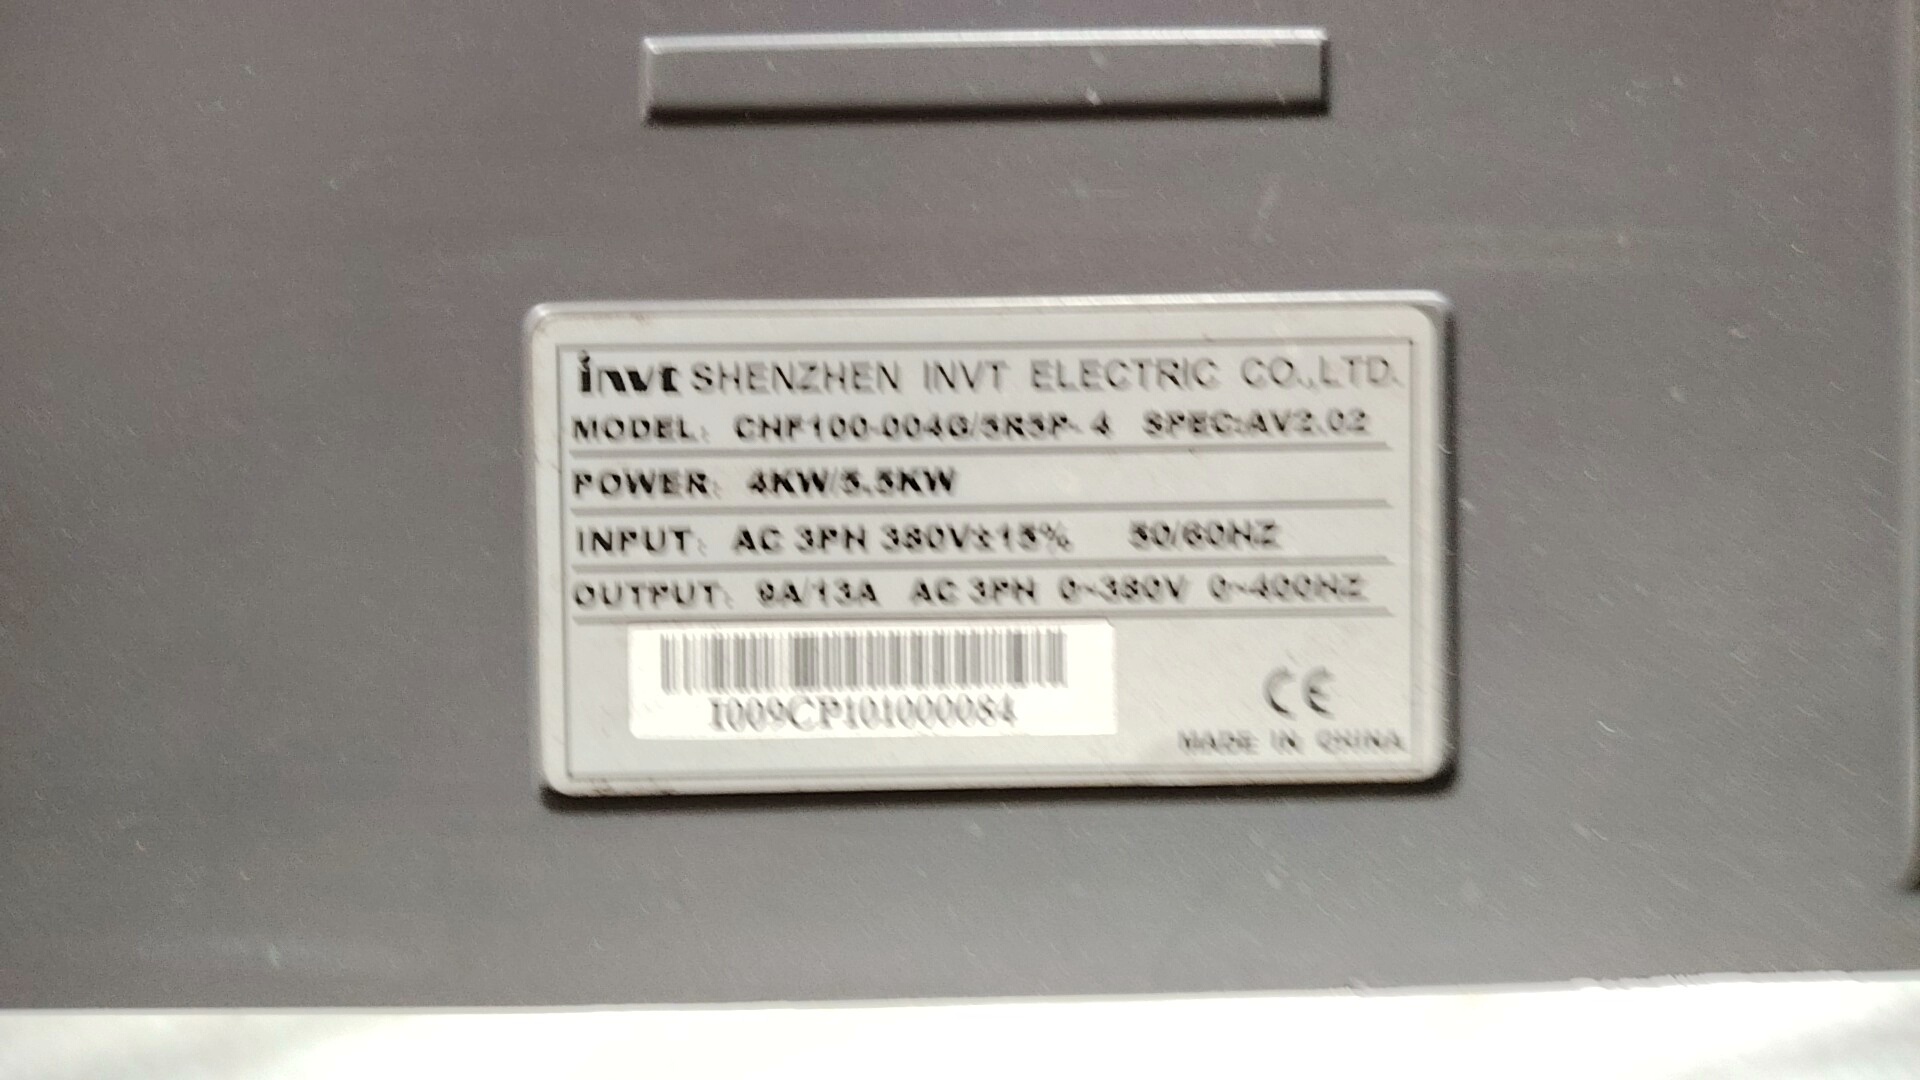 invt SHENZHEN INVT ELECTRIC CO.,LTD.
MODEL: CHF100-004G/5R5P-4 SPEC:AV2.02
POWER: 4KW/5.5KW
INPUT: AC 3PH 380V±15% 50/60HZ
OUTPUT: 9A/13A AC 3PH 0~380V 0~400HZ
1009CP101000084
CE
MADE IN CHINA